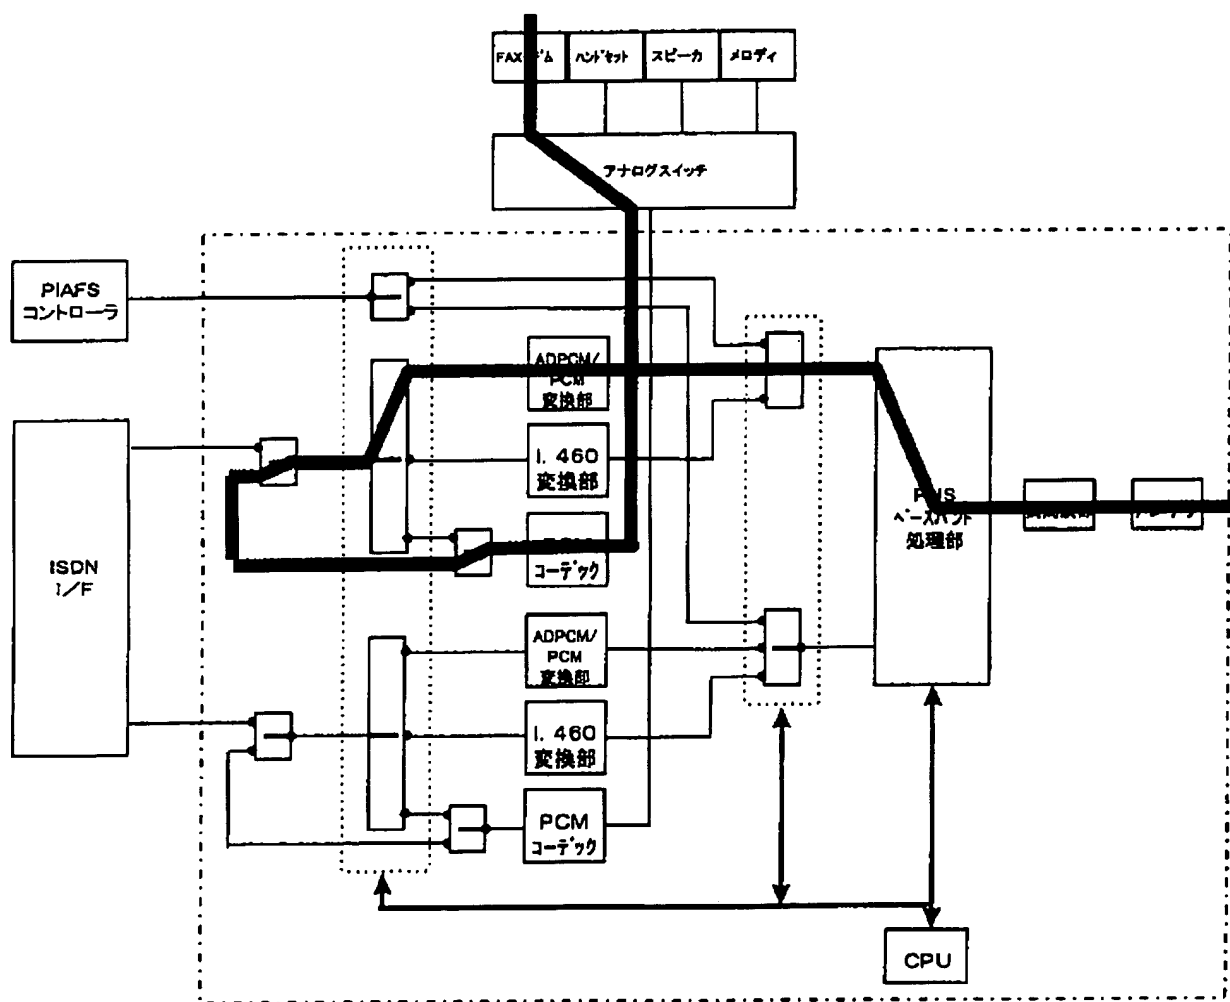 FAX
ハンドセット
スピーカ
メロディ
アナログスイッチ
PIAFS
コントローラ
ISDN
I/F
ADPCM/
PCM
変換部
I. 460
変換部
コーデック
ADPCM/
PCM
変換部
I. 460
変換部
PCM
コーデック
PHS
ベースバンド
処理部
CPU